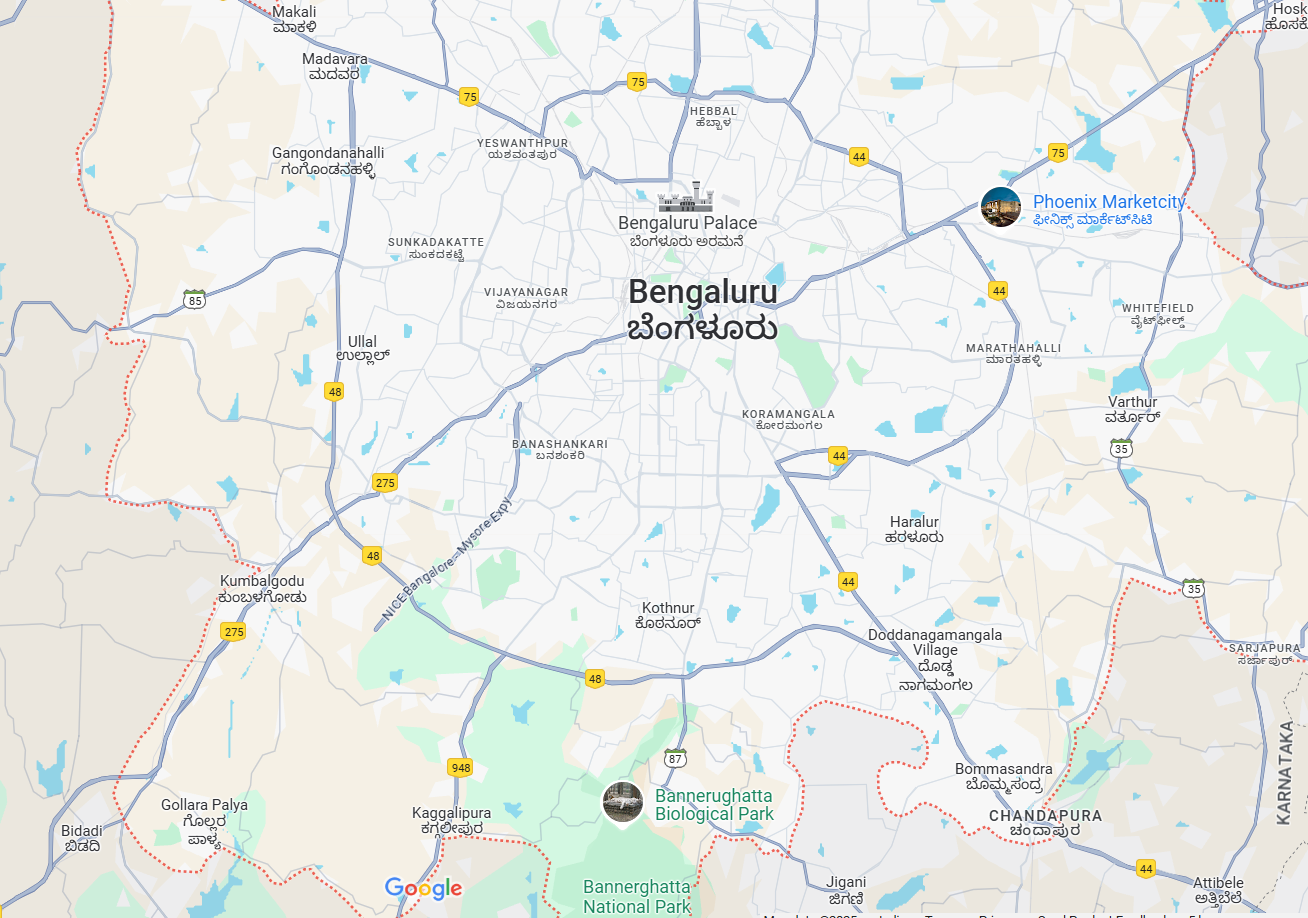 Makali
ಮಾಕಳಿ
Hosk
ಹೊಸಕೆ
Madavara
ಮದವರ
75
75
HEBBAL
ಹೆಬ್ಬಾಳ
YESWANTHPUR
ಯಶವಂತಪುರ
Gangondanahalli
ಗಂಗೊಂಡನಹಳ್ಳಿ
44
75
Phoenix Marketcity
ಫೀನಿಕ್ಸ್ ಮಾರ್ಕೆಟ್‌ಸಿಟಿ
Bengaluru Palace
ಬೆಂಗಳೂರು ಅರಮನೆ
SUNKADAKATTE
ಸುಂಕದಕಟ್ಟೆ
85
VIJAYANAGAR
ವಿಜಯನಗರ
Bengaluru
ಬೆಂಗಳೂರು
44
WHITEFIELD
ವೈಟ್‌ಫೀಲ್ಡ್
Ullal
ಉಲ್ಲಾಳ್
MARATHAHALLI
ಮಾರತಹಳ್ಳಿ
48
Varthur
ವರ್ತೂರ್
KORAMANGALA
ಕೋರಮಂಗಲ
BANASHANKARI
ಬನಶಂಕರಿ
44
35
275
NICE Bangalore - Mysore Expy
Haralur
ಹರಳೂರು
48
Kumbalgodu
ಕುಂಬಳಗೋಡು
44
35
Kothnur
ಕೊಠನೂರ್
275
Doddanagamangala
Village
ದೊಡ್ಡ
ನಾಗಮಂಗಲ
SARJAPURA
ಸರ್ಜಾಪುರ್
48
87
948
Bommasandra
ಬೊಮ್ಮಸಂದ್ರ
KARNATAKA
Bannerughatta
Biological Park
Gollara Palya
ಗೊಲ್ಲರ
ಪಾಳ್ಯ
Kaggalipura
ಕಗ್ಗಲೀಪುರ
CHANDAPURA
ಚಂದಾಪುರ
Bidadi
ಬಿಡದಿ
44
Google
Bannerghatta
National Park
Jigani
ಜಿಗಣಿ
Attibele
ಅತ್ತಿಬೆಲೆ